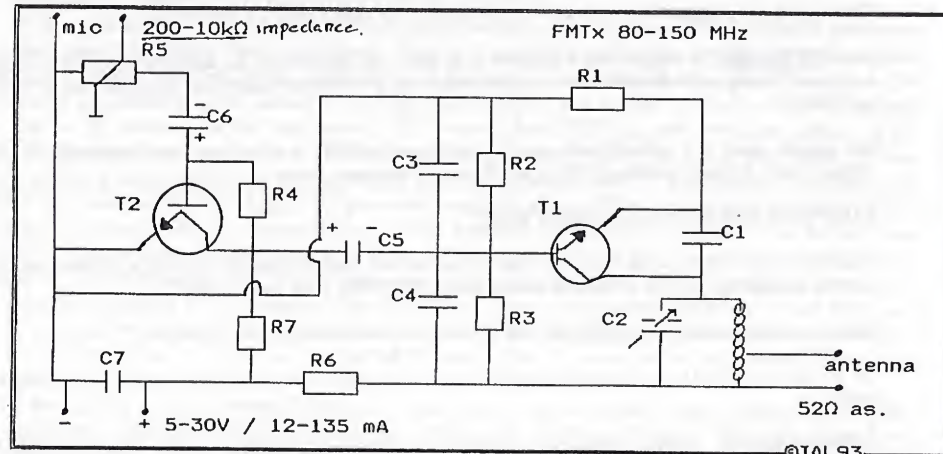 mic 200-10kΩ impedance. FMTx 80-150 MHz
R5
R1
C6
-
+
C3
R2
R4
T2
T1
+ - C5
C1
C4
R3
C2
R7
C7
R6
antenna
- + 5-30V / 12-135 mA
52Ω as.